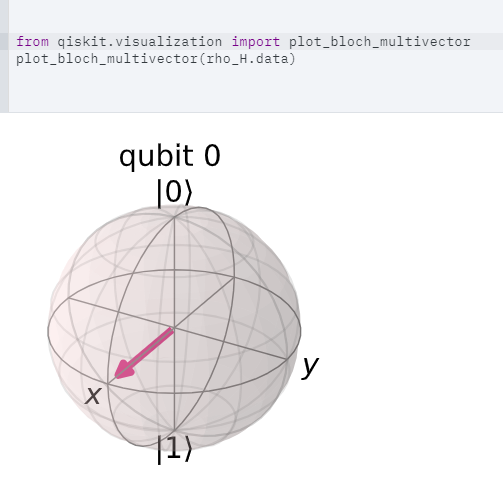 from qiskit.visualization import plot_bloch_multivector
plot_bloch_multivector(rho_H.data)
qubit 0
|0⟩
y
x
|1⟩